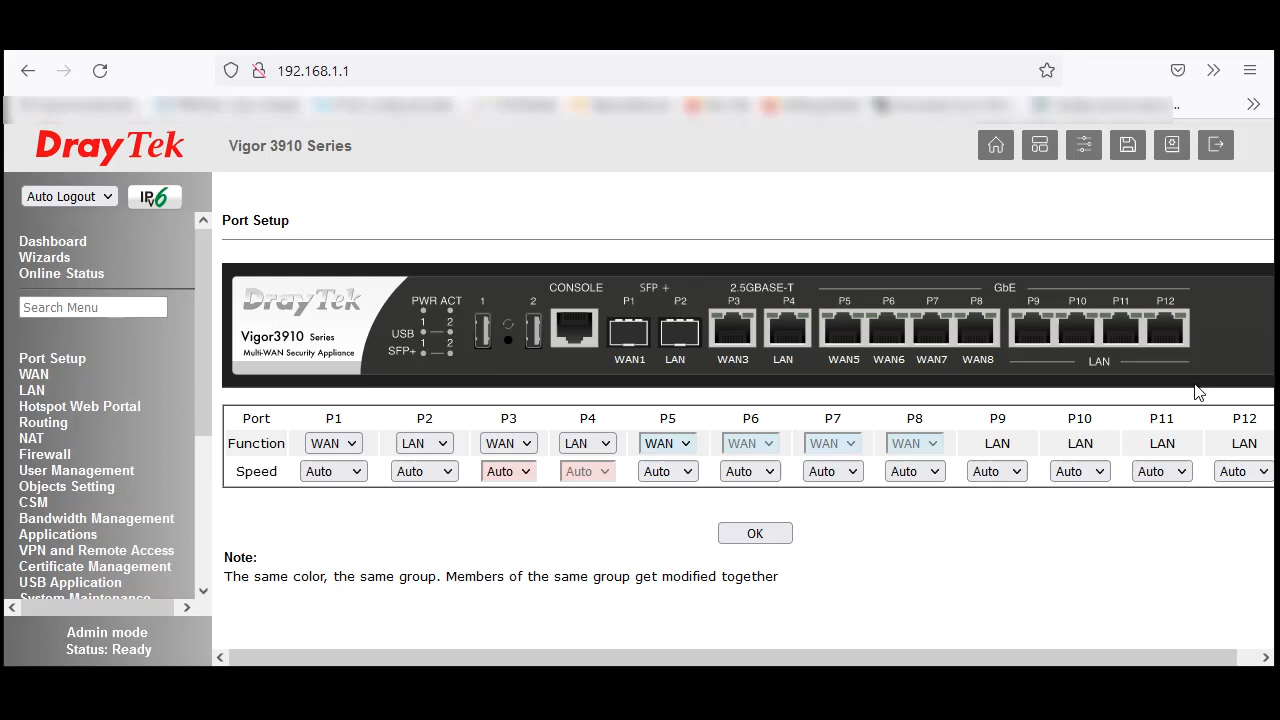 192.168.1.1
DrayTek
Vigor 3910 Series
Auto Logout
IPv6
Dashboard
Wizards
Online Status
Search Menu
Port Setup
WAN
LAN
Hotspot Web Portal
Routing
NAT
Firewall
User Management
Objects Setting
CSM
Bandwidth Management
Applications
VPN and Remote Access
Certificate Management
USB Application
System Maintenance
Admin mode
Status: Ready
Port Setup
DrayTek
Vigor3910 Series
Multi-WAN Security Appliance
PWR ACT
1 2
USB
1 2
SFP+
1 2
CONSOLE
SFP +
2.5GBASE-T
GbE
P1 P2 P3 P4 P5 P6 P7 P8 P9 P10 P11 P12
WAN1 LAN WAN3 LAN WAN5 WAN6 WAN7 WAN8 LAN
Port P1 P2 P3 P4 P5 P6 P7 P8 P9 P10 P11 P12
Function WAN LAN WAN LAN WAN WAN WAN WAN LAN LAN LAN LAN
Speed Auto Auto Auto Auto Auto Auto Auto Auto Auto Auto Auto Auto
OK
Note:
The same color, the same group. Members of the same group get modified together